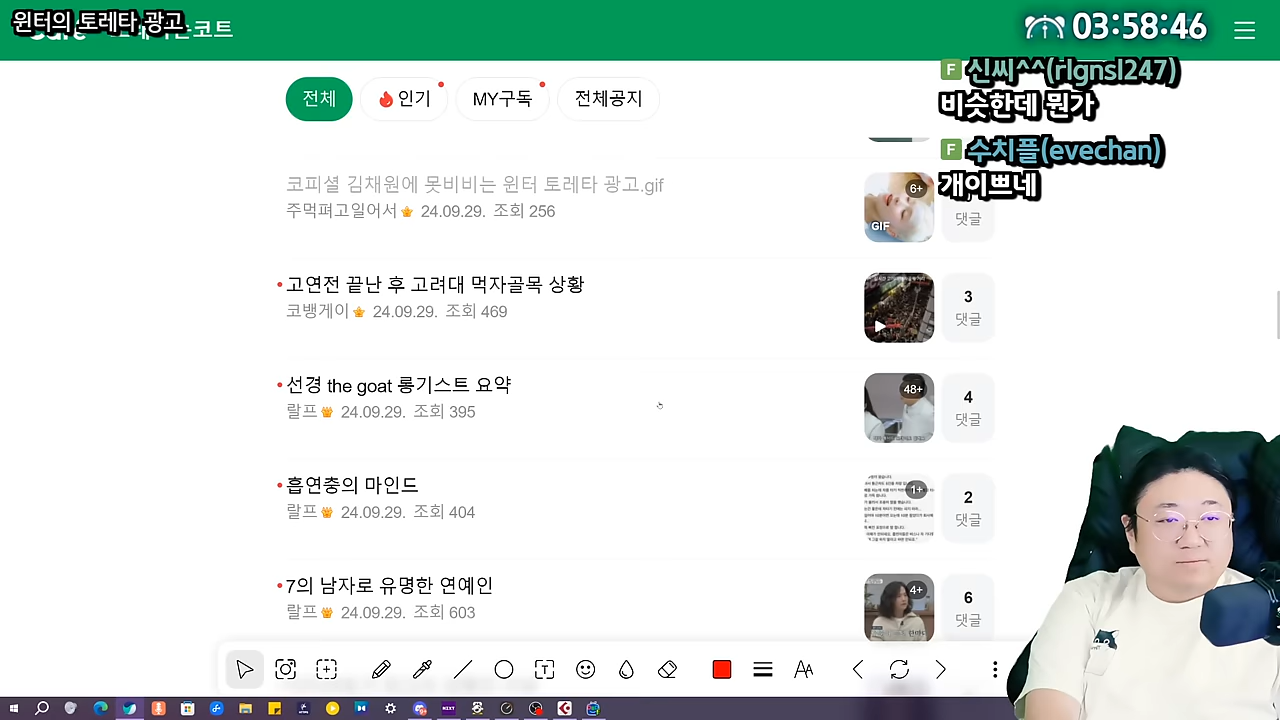 윈터의 토레타 광고
는코트
03:58:46
전체
인기
MY구독
전체공지
신씨^^(rlgnsl247)
비슷한데 뭔가
수치플(evechan)
개이쁘네
코피셜 김채원에 못비비는 윈터 토레타 광고.gif
주먹펴고일어서 24.09.29. 조회 256
6+
GIF
댓글
고연전 끝난 후 고려대 먹자골목 상황
코뱅게이 24.09.29. 조회 469
3
댓글
선경 the goat 롱기스트 요약
랄프 24.09.29. 조회 395
48+
4
댓글
흡연충의 마인드
랄프 24.09.29. 조회 404
1+
2
댓글
7의 남자로 유명한 연예인
랄프 24.09.29. 조회 603
4+
6
댓글